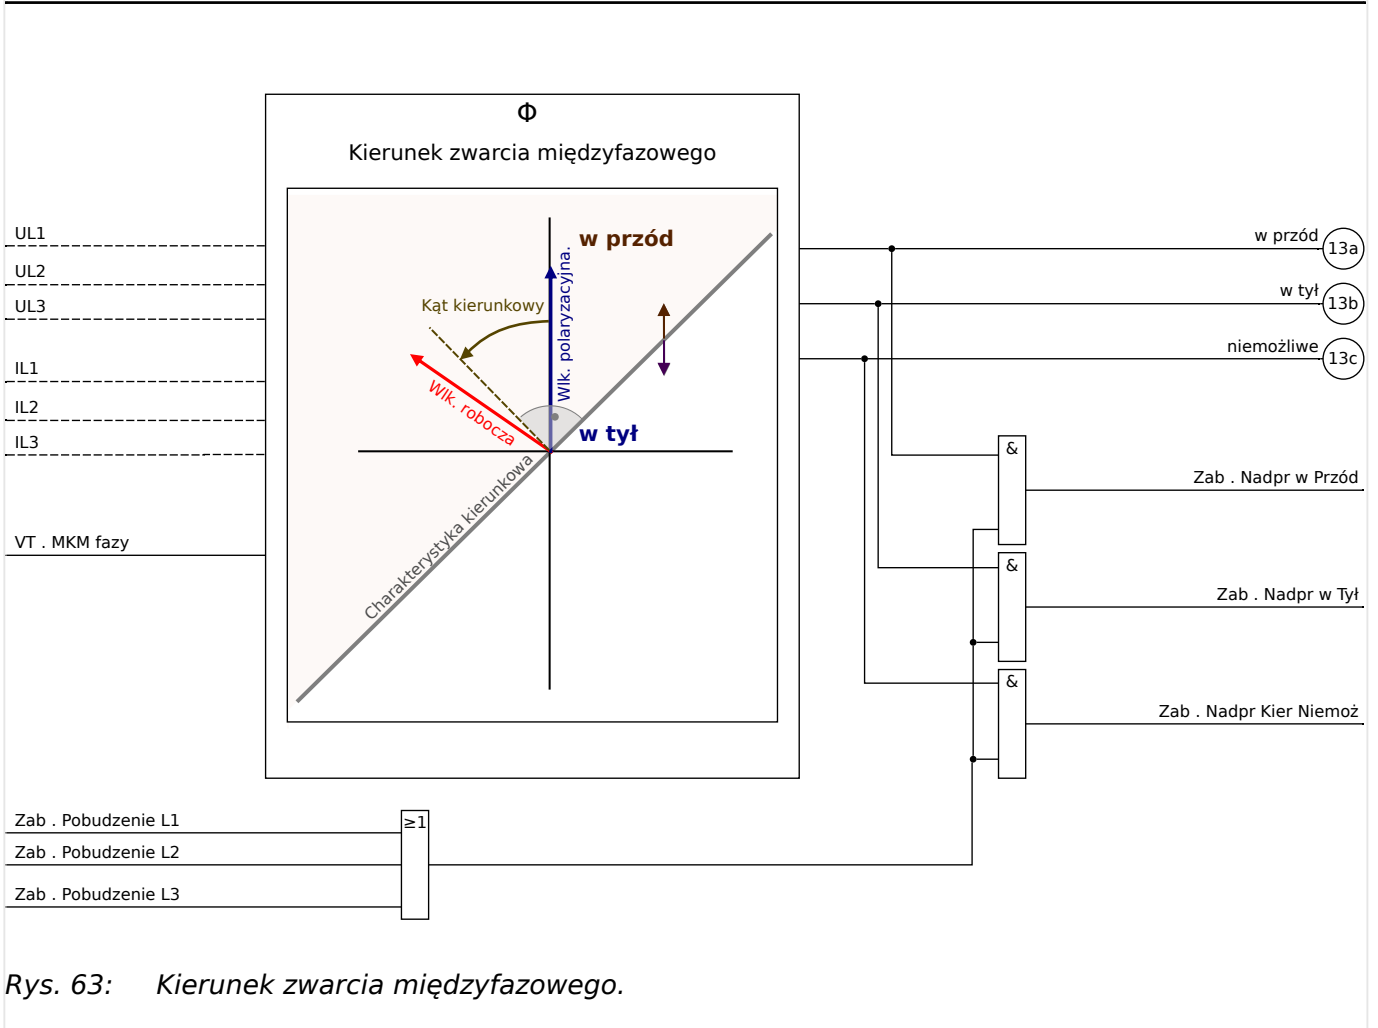 Φ
Kierunek zwarcia międzyfazowego
UL1
UL2
UL3
IL1
IL2
IL3
VT . MKM fazy
w przód
Kąt kierunkowy
Wlk. polaryzacyjna.
Wlk. robocza
w tył
Charakterystyka kierunkowa
w przód
13a
w tył
13b
niemożliwe
13c
&
Zab . Nadpr w Przód
&
Zab . Nadpr w Tył
&
Zab . Nadpr Kier Niemoż
Zab . Pobudzenie L1
≥1
Zab . Pobudzenie L2
Zab . Pobudzenie L3
Rys. 63: Kierunek zwarcia międzyfazowego.